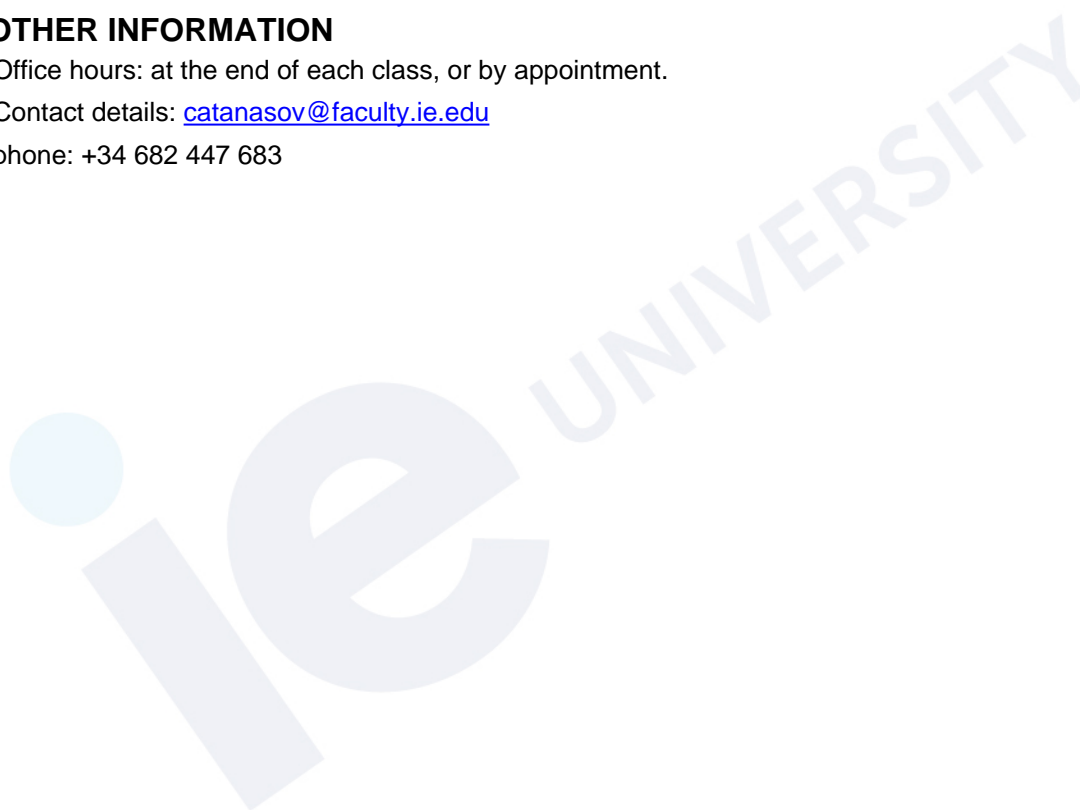 OTHER INFORMATION
Office hours: at the end of each class, or by appointment.
Contact details: catanasov@faculty.ie.edu
phone: +34 682 447 683
ie UNIVERSITY